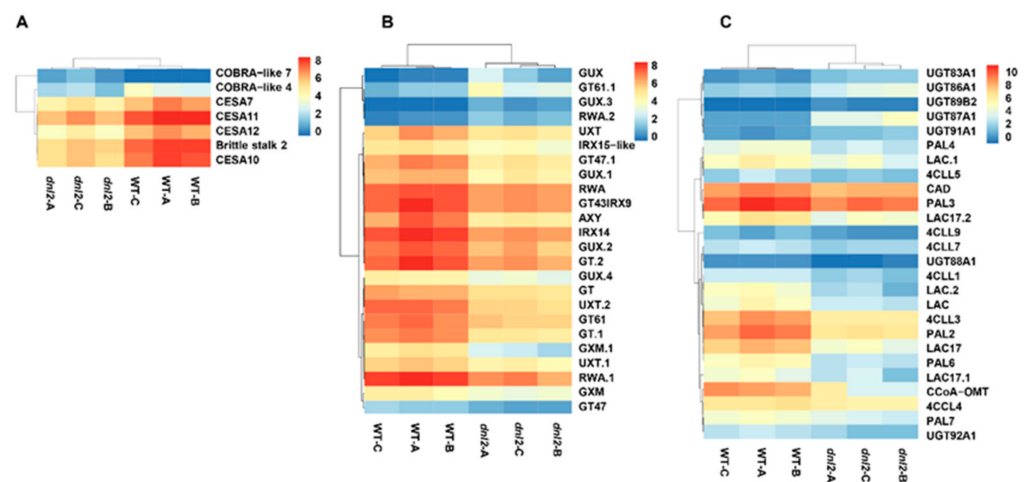 A
COBRA-like 7
COBRA-like 4
CESA7
CESA11
CESA12
Brittle stalk 2
CESA10
8
6
4
2
0
dnl2-A
dnl2-C
dnl2-B
WT-C
WT-A
WT-B
B
GUX
GT61.1
GUX.3
RWA.2
UXT
IRX15-like
GT47.1
GUX.1
RWA
GT43IRX9
AXY
IRX14
GUX.2
GT.2
GUX.4
GT
UXT.2
GT61
GT.1
GXM.1
UXT.1
RWA.1
GXM
GT47
8
6
4
2
0
WT-C
WT-A
WT-B
dnl2-A
dnl2-C
dnl2-B
C
UGT83A1
UGT86A1
UGT89B2
UGT87A1
UGT91A1
PAL4
LAC.1
4CLL5
CAD
PAL3
LAC17.2
4CLL9
4CLL7
UGT88A1
4CLL1
LAC.2
LAC
4CLL3
PAL2
LAC17
PAL6
LAC17.1
CCoA-OMT
4CCL4
PAL7
UGT92A1
10
8
6
4
2
0
WT-C
WT-A
WT-B
dnl2-A
dnl2-C
dnl2-B